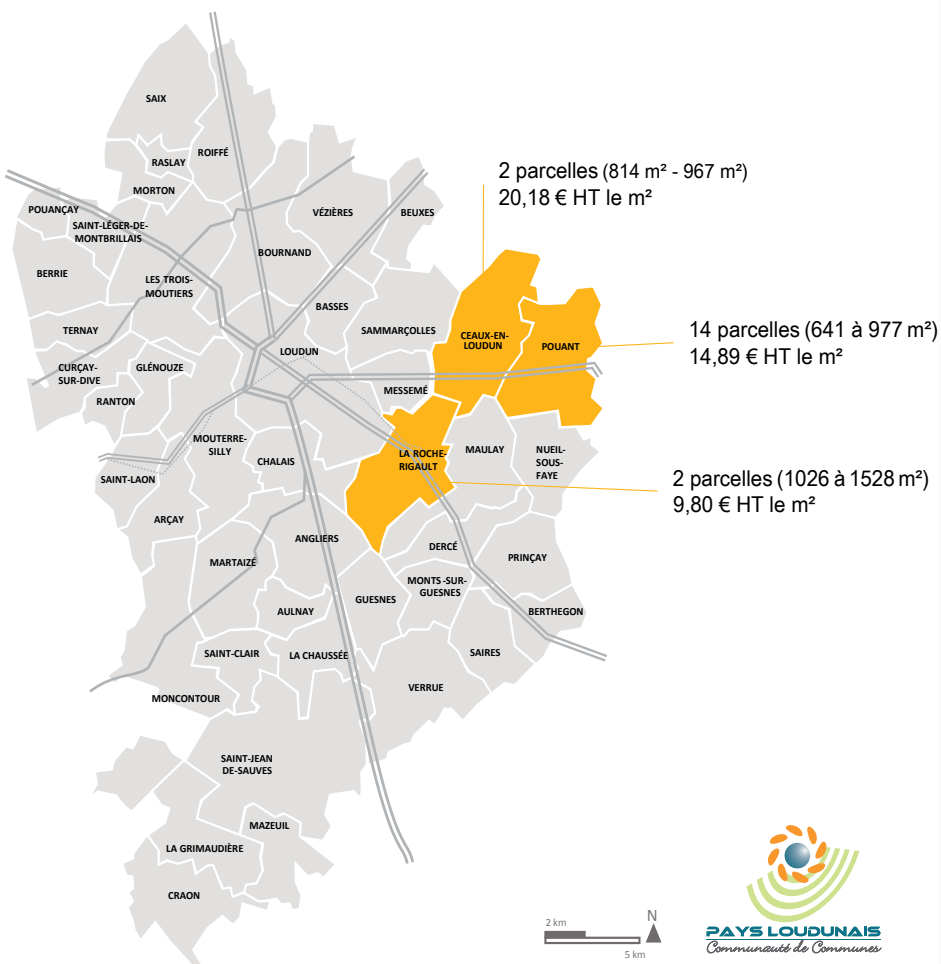 SAIX
ROIFFÉ
RASLAY
MORTON
POUANÇAY
SAINT-LÉGER-DE-
MONTBRILLAIS
VÉZIÈRES
BEUXES
BOURNAND
BERRIE
LES TROIS-
MOUTIERS
BASSES
TERNAY
SAMMARÇOLLES
CEAUX-EN-
LOUDUN
POUANT
LOUDUN
CURÇAY-
SUR-DIVE
GLÉNOUZE
RANTON
MESSEMÉ
MOUTERRE-
SILLY
CHALAIS
LA ROCHE-
RIGAULT
MAULAY
NUEIL-
SOUS-
FAYE
SAINT-LAON
ARÇAY
ANGLIERS
DERCÉ
PRINÇAY
MARTAIZÉ
MONTS -SUR-
GUESNES
GUESNES
AULNAY
BERTHEGON
SAINT-CLAIR
LA CHAUSSÉE
SAIRES
VERRUE
MONCONTOUR
SAINT-JEAN
DE-SAUVES
MAZEUIL
LA GRIMAUDIÈRE
CRAON
2 parcelles (814 m² - 967 m²)
20,18 € HT le m²
14 parcelles (641 à 977 m²)
14,89 € HT le m²
2 parcelles (1026 à 1528 m²)
9,80 € HT le m²
2 km
5 km
N
PAYS LOUDUNAIS
Communauté de Communes